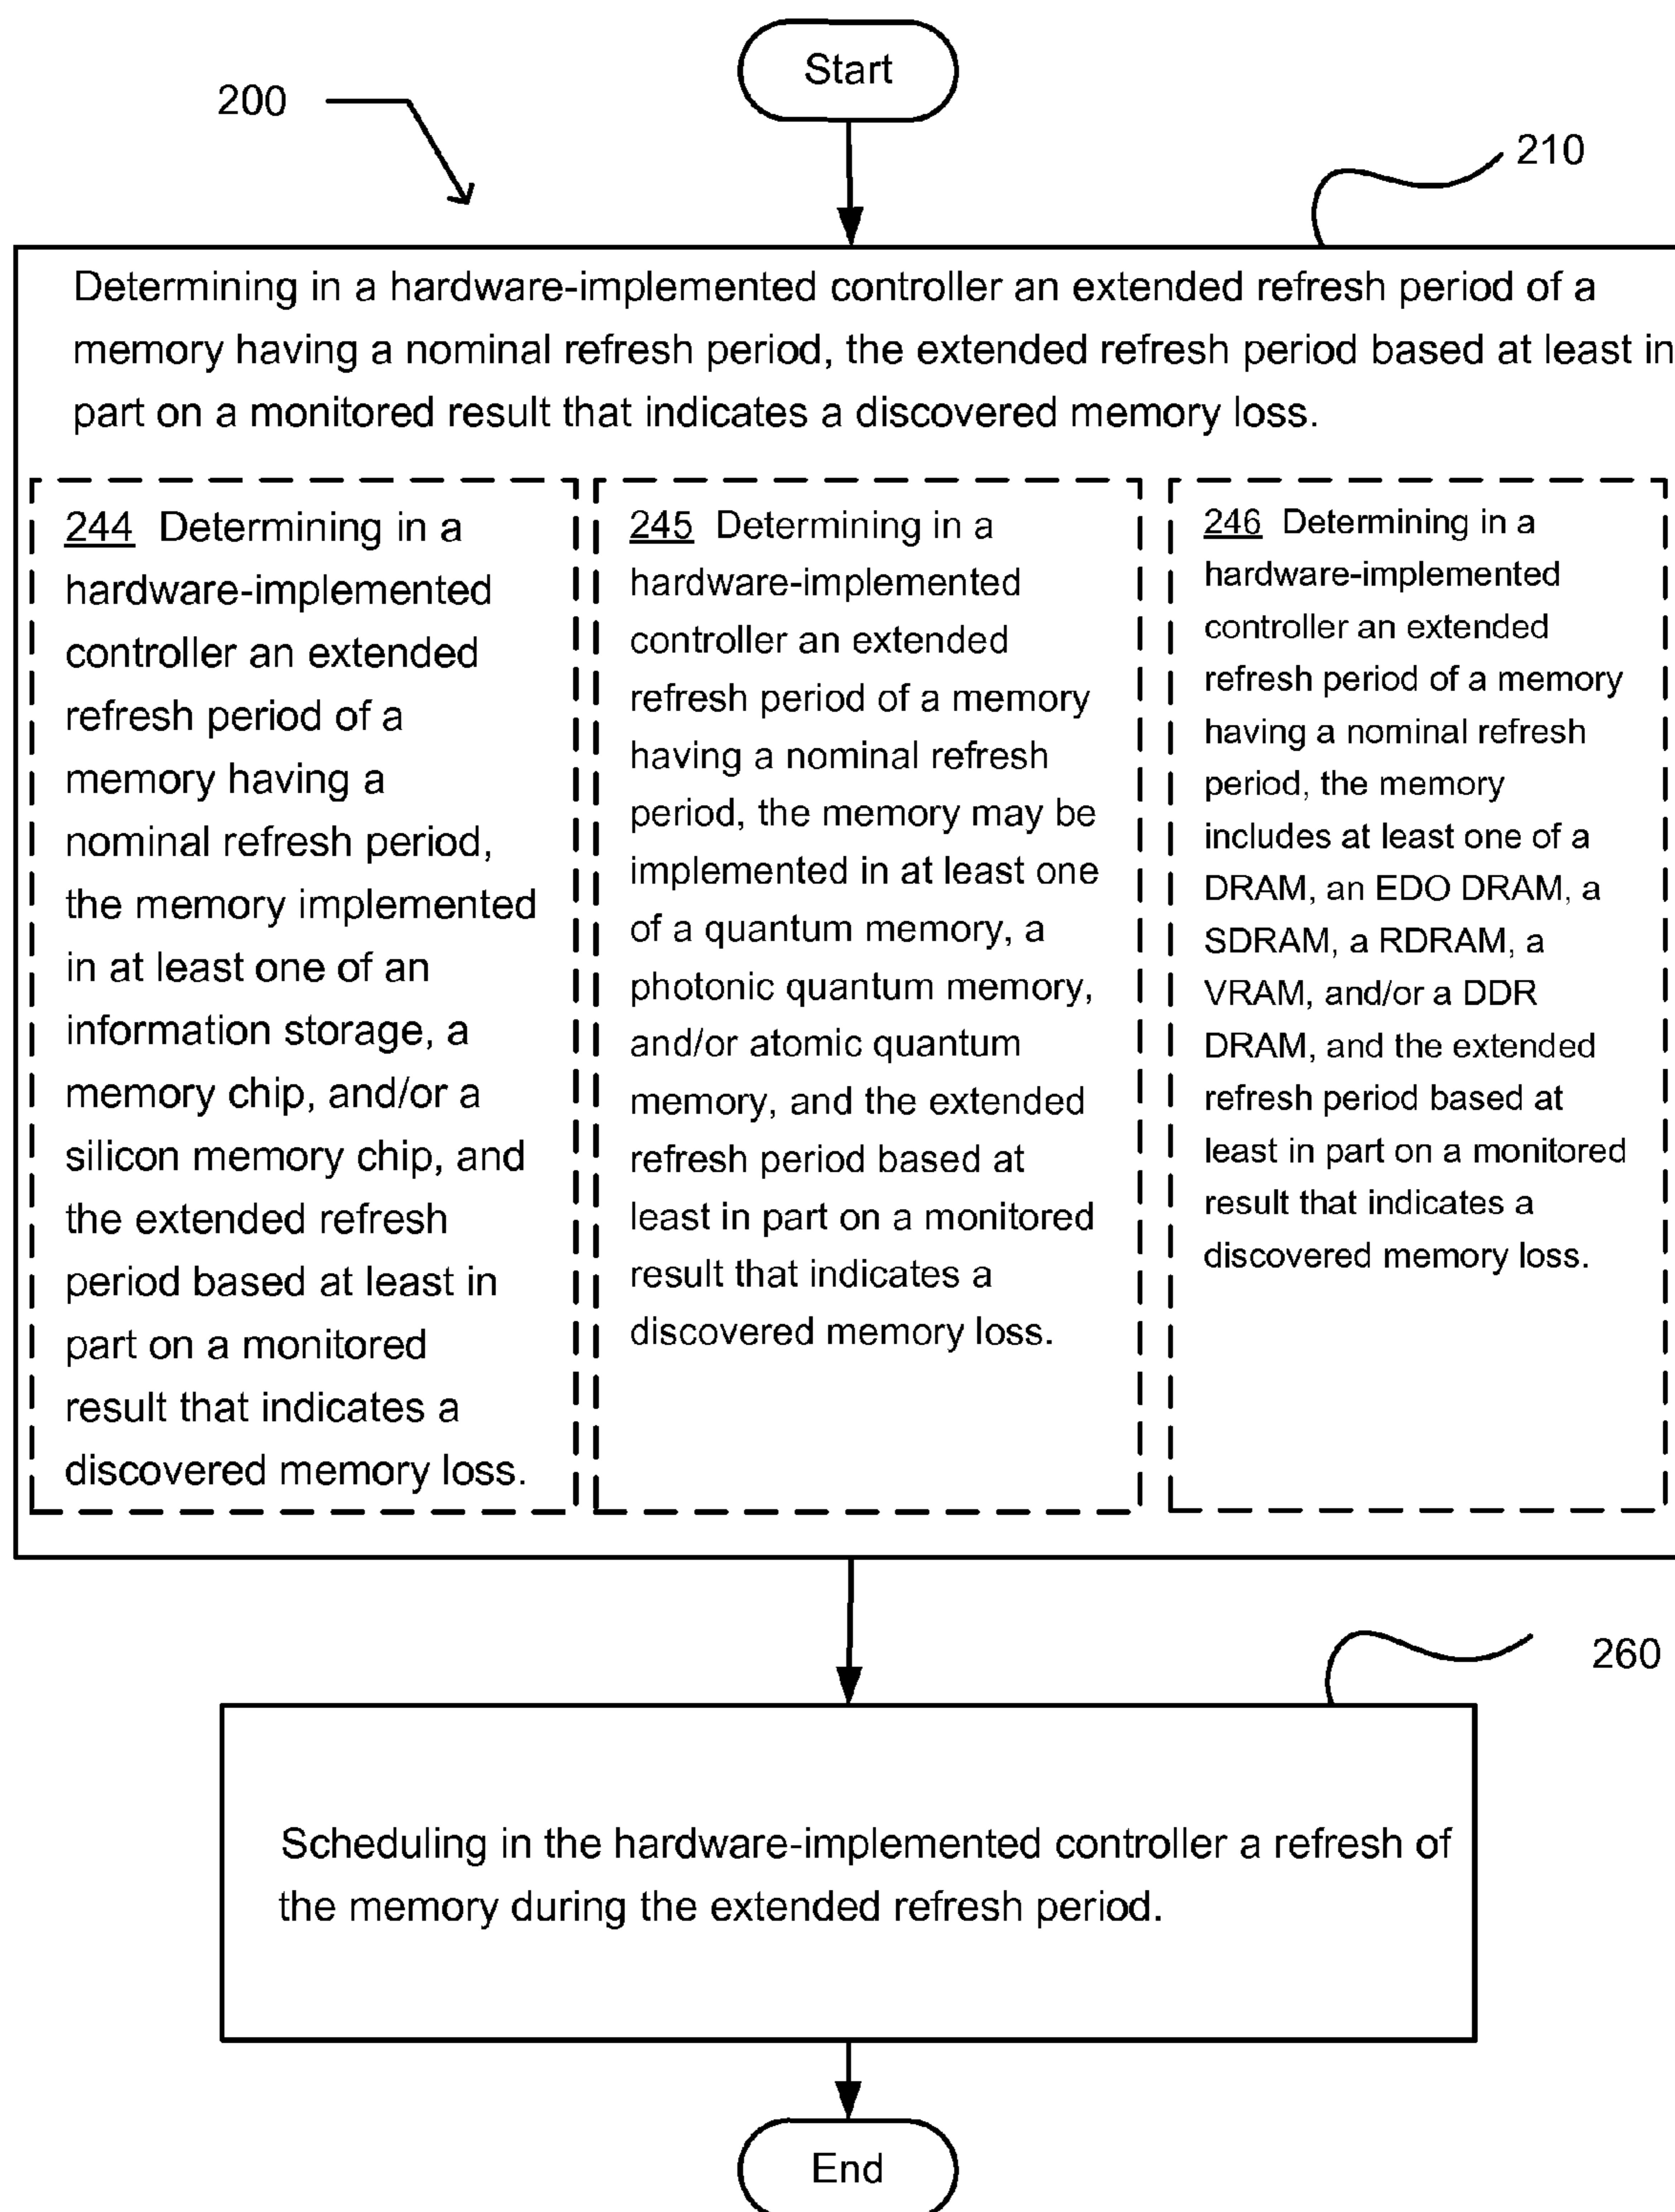 Start
200
210
Determining in a hardware-implemented controller an extended refresh period of a
memory having a nominal refresh period, the extended refresh period based at least in
part on a monitored result that indicates a discovered memory loss.
244 Determining in a
hardware-implemented
controller an extended
refresh period of a
memory having a
nominal refresh period,
the memory implemented
in at least one of an
information storage, a
memory chip, and/or a
silicon memory chip, and
the extended refresh
period based at least in
part on a monitored
result that indicates a
discovered memory loss.
245 Determining in a
hardware-implemented
controller an extended
refresh period of a memory
having a nominal refresh
period, the memory may be
implemented in at least one
of a quantum memory, a
photonic quantum memory,
and/or atomic quantum
memory, and the extended
refresh period based at
least in part on a monitored
result that indicates a
discovered memory loss.
246 Determining in a
hardware-implemented
controller an extended
refresh period of a memory
having a nominal refresh
period, the memory
includes at least one of a
DRAM, an EDO DRAM, a
SDRAM, a RDRAM, a
VRAM, and/or a DDR
DRAM, and the extended
refresh period based at
least in part on a monitored
result that indicates a
discovered memory loss.
260
Scheduling in the hardware-implemented controller a refresh of
the memory during the extended refresh period.
End